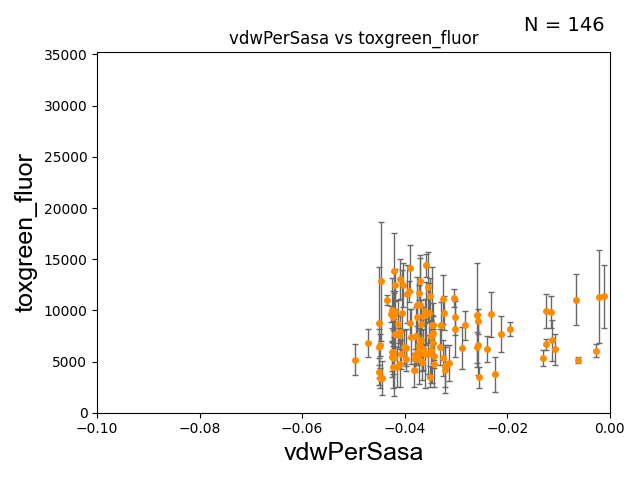 N = 146
vdwPerSasa vs toxgreen_fluor
35000
30000
25000
20000
15000
10000
5000
0
toxgreen_fluor
−0.10 −0.08 −0.06 −0.04 −0.02 0.00
vdwPerSasa